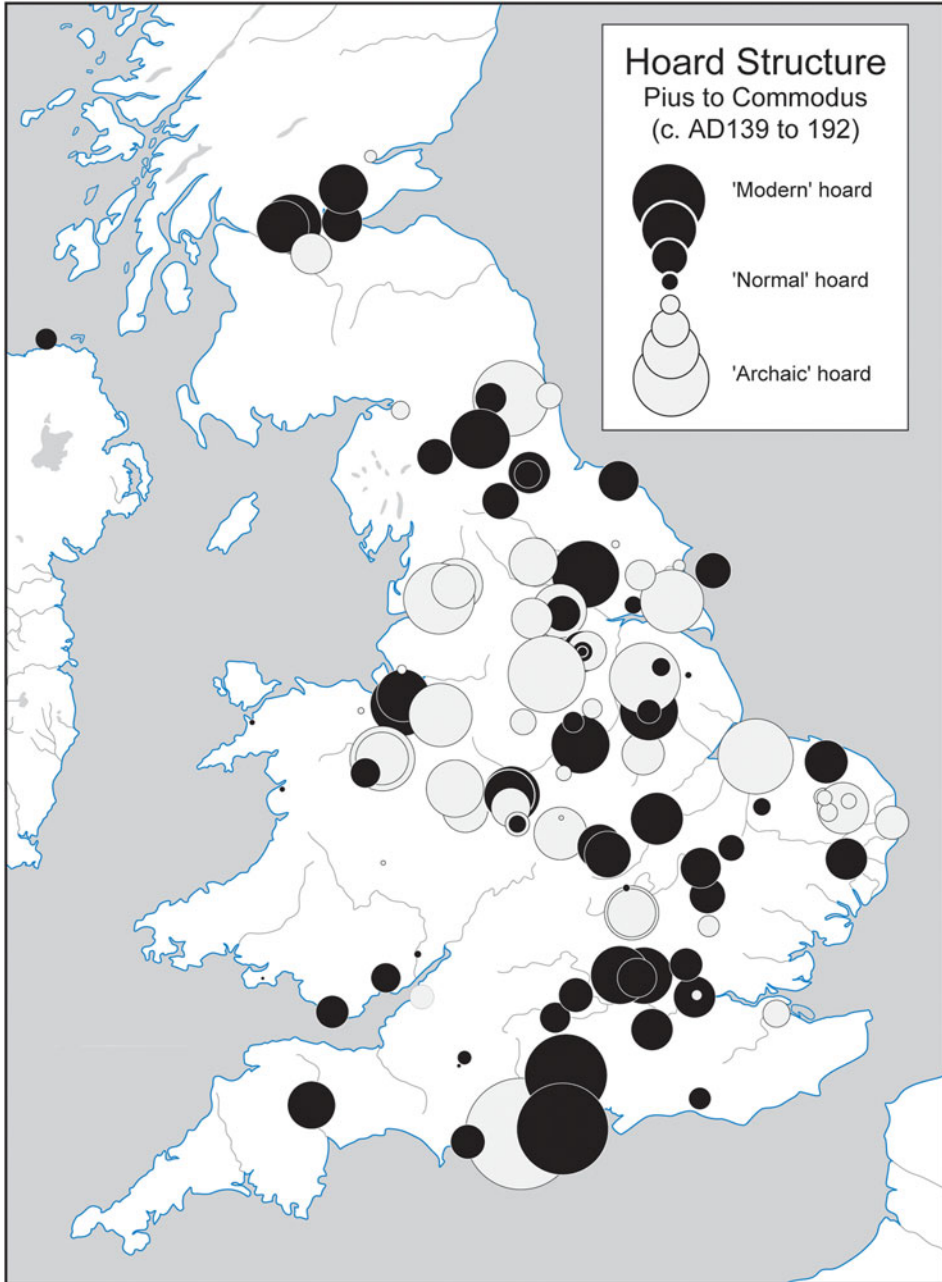 Hoard Structure
Pius to Commodus
(c. AD139 to 192)
'Modern' hoard
'Normal' hoard
'Archaic' hoard